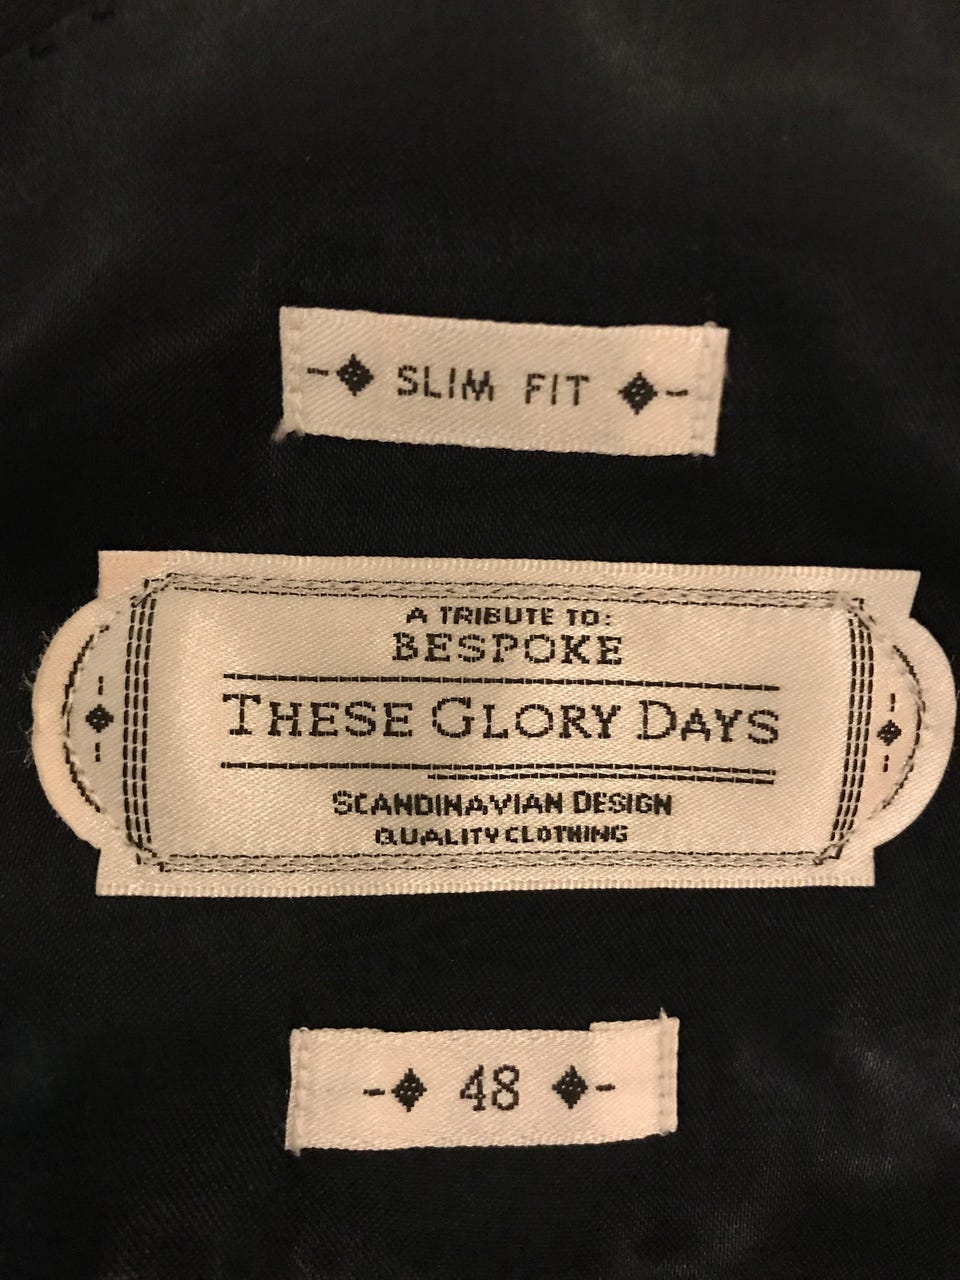 SLIM FIT
A TRIBUTE TO:
BESPOKE
THESE GLORY DAYS
SCANDINAVIAN DESIGN
QUALITY CLOTHING
48